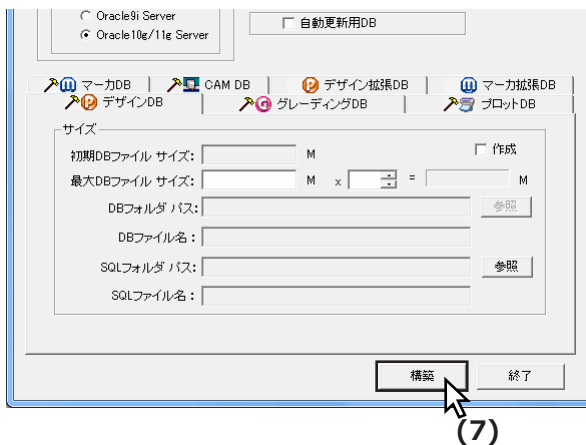 Oracle9i Server
Oracle10g/11g Server
自動更新用DB
マーカDB
CAM DB
デザイン拡張DB
マーカ拡張DB
デザインDB
グレーディングDB
プロットDB
サイズ
初期DBファイル サイズ:
M
作成
最大DBファイル サイズ:
M x = M
DBフォルダ パス:
参照
DBファイル名 :
SQLフォルダ パス:
参照
SQLファイル名 :
構築
終了
(7)